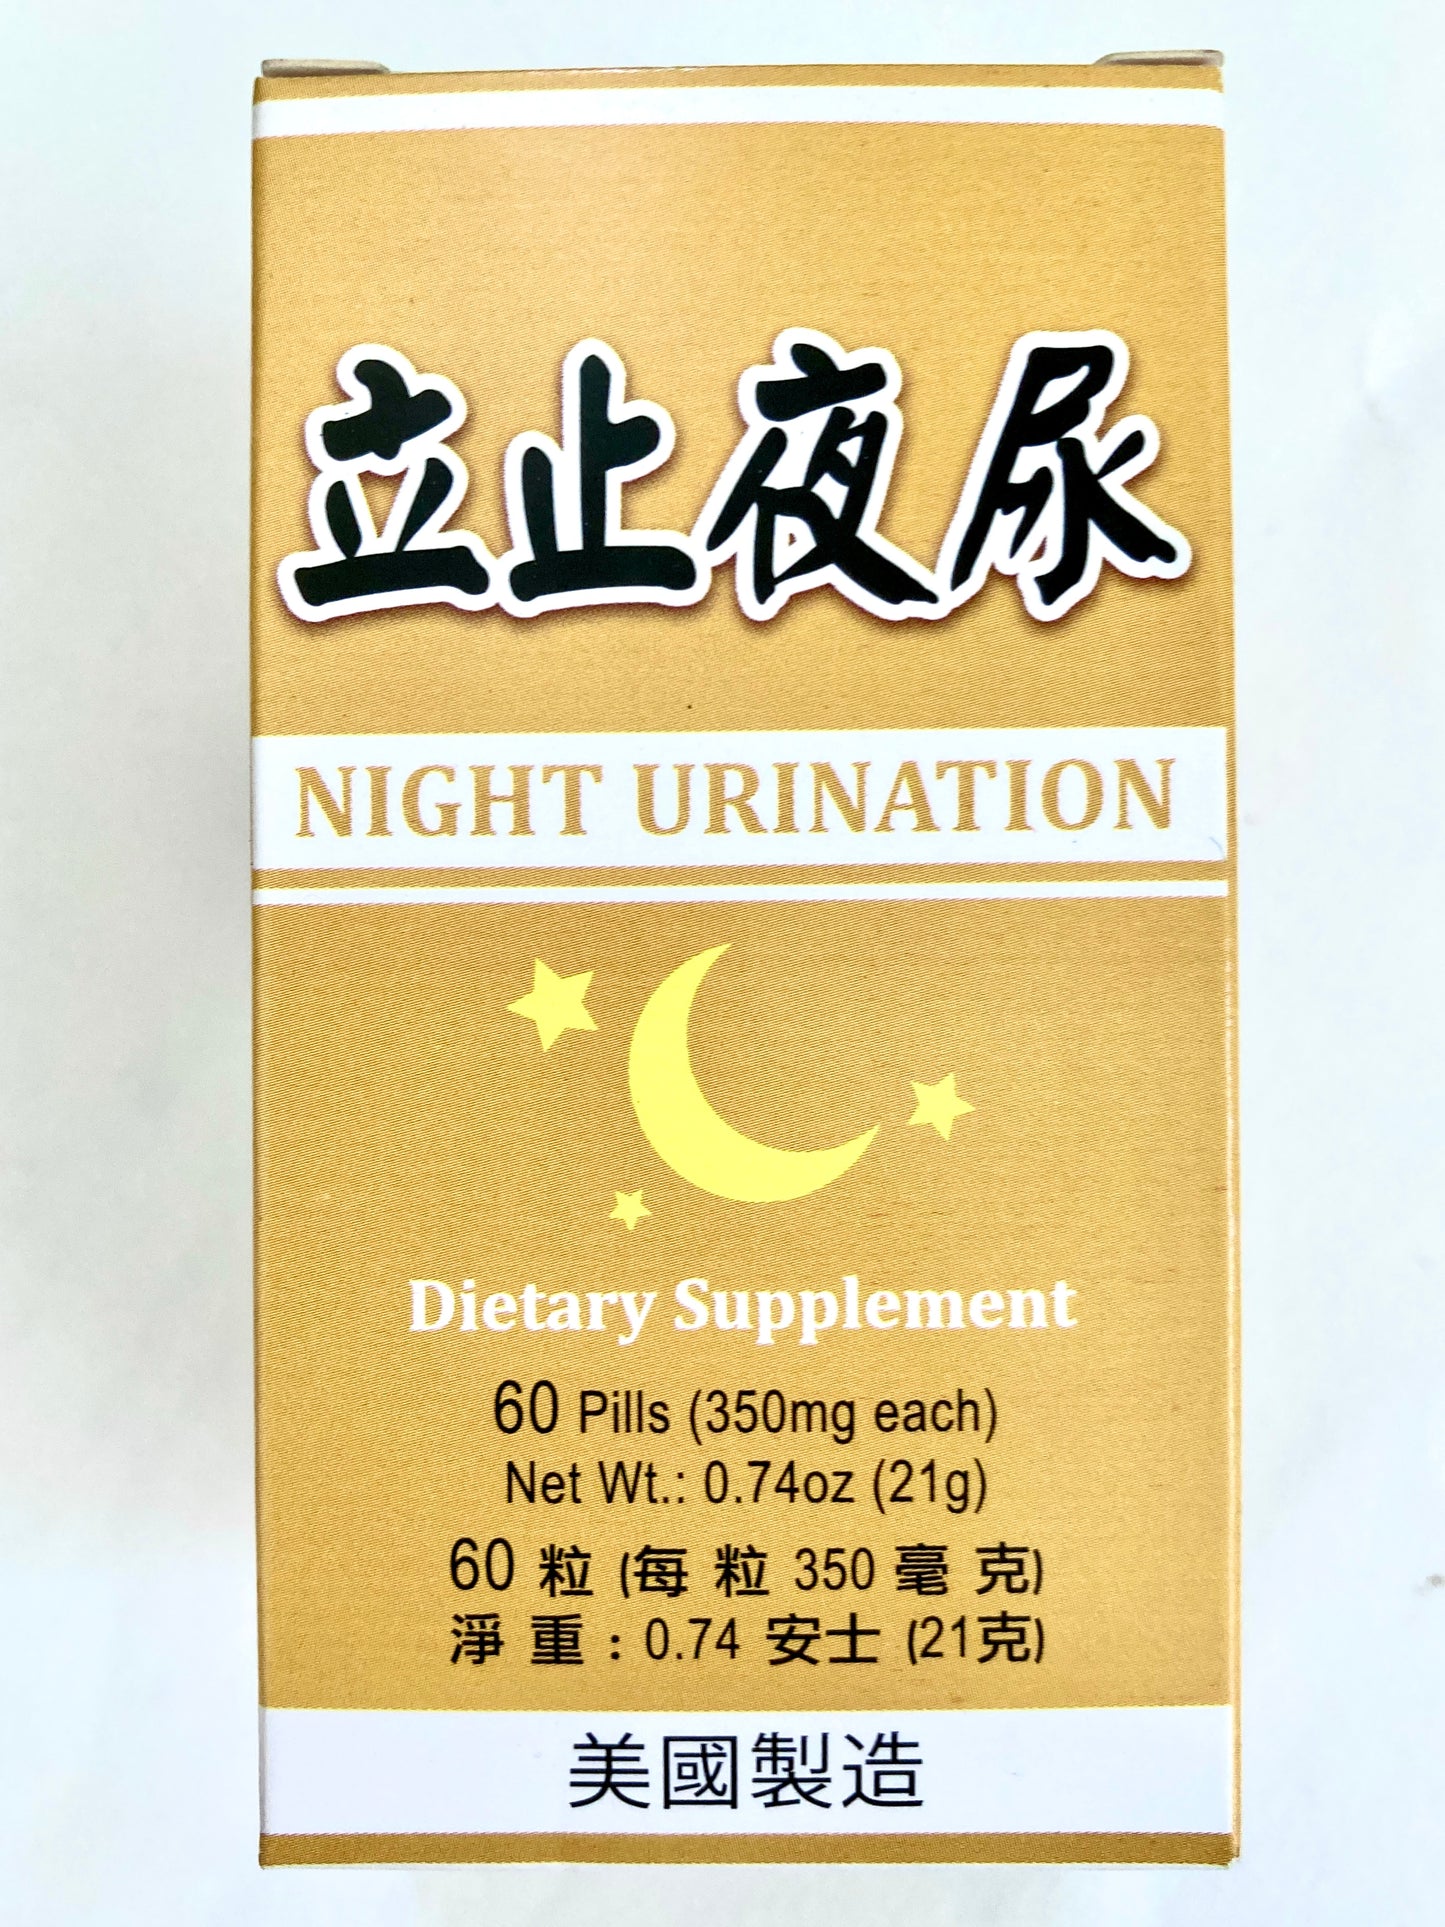 立止夜尿
NIGHT URINATION
Dietary Supplement
60 Pills (350mg each)
Net Wt.: 0.74oz (21g)
60 粒 (每 粒 350 毫 克)
淨 重 : 0.74 安士 (21克)
美國製造